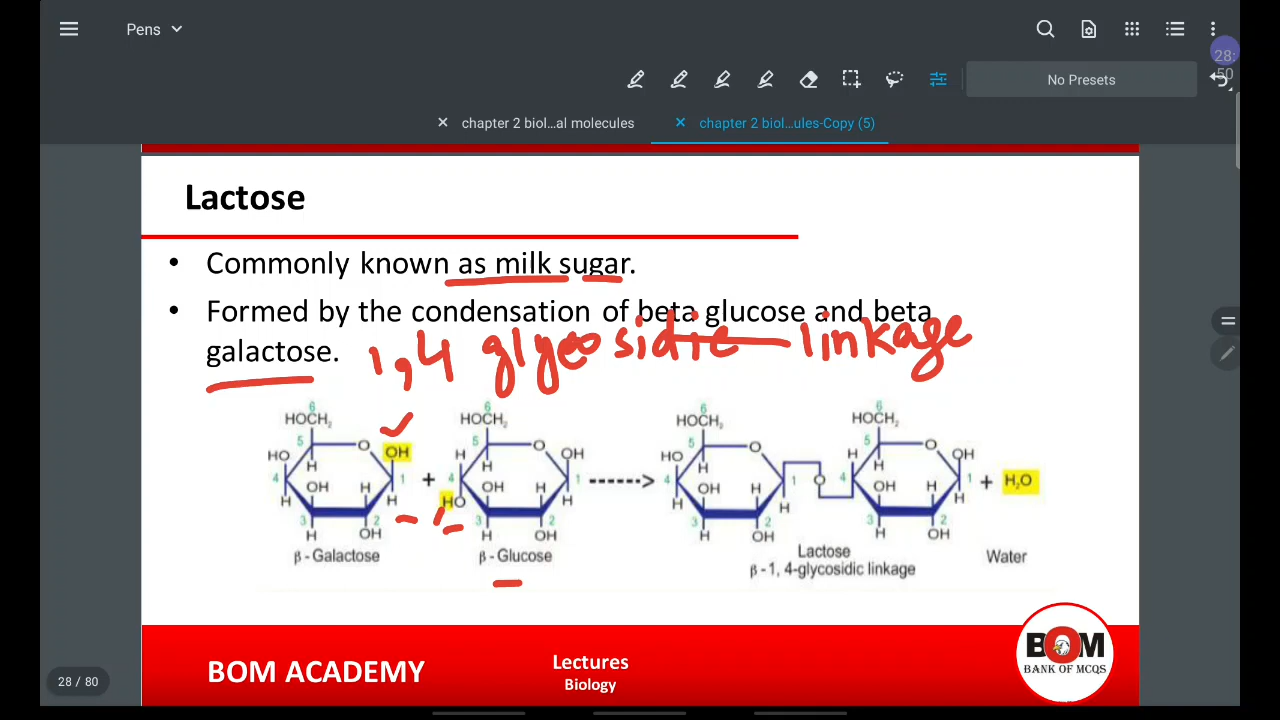 Pens
28:
50
No Presets
chapter 2 biol...al molecules
chapter 2 biol...ules-Copy (5)
Lactose
• Commonly known as milk sugar.
• Formed by the condensation of beta glucose and beta
galactose.
1,4 glycosidic linkage
6 6 6 6
HOCH₂ HOCH₂ HOCH₂ HOCH₂
5 O OH 5 O OH 5 O 5 O OH
HO H H H HO H H H
4 OH H 1 + 4 OH H 1 ------> 4 OH H 1 O 4 OH H 1 + H₂O
H H HO H H H H
3 2 3 2 3 2 3 2
H OH H OH H OH H OH
β-Galactose β-Glucose Lactose Water
β-1, 4-glycosidic linkage
BOM ACADEMY
Lectures
Biology
BOM
BANK OF MCQS
28 / 80